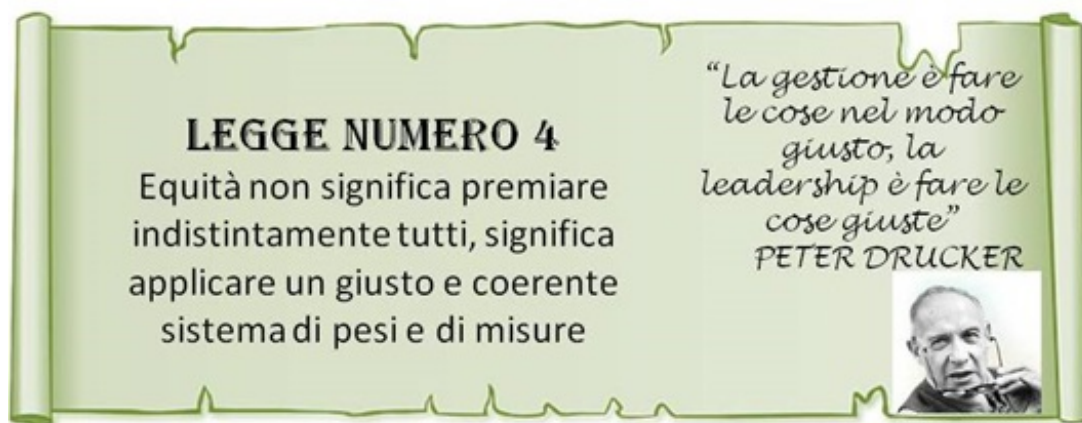 LEGGE NUMERO 4
Equità non significa premiare
indistintamente tutti, significa
applicare un giusto e coerente
sistema di pesi e di misure
“La gestione è fare
le cose nel modo
giusto, la
leadership è fare le
cose giuste”
PETER DRUCKER